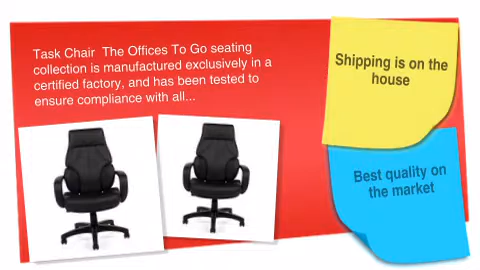 Task Chair  The Offices To Go seating
collection is manufactured exclusively in a
certified factory, and has been tested to
ensure compliance with all...
Shipping is on the
house
Best quality on
the market